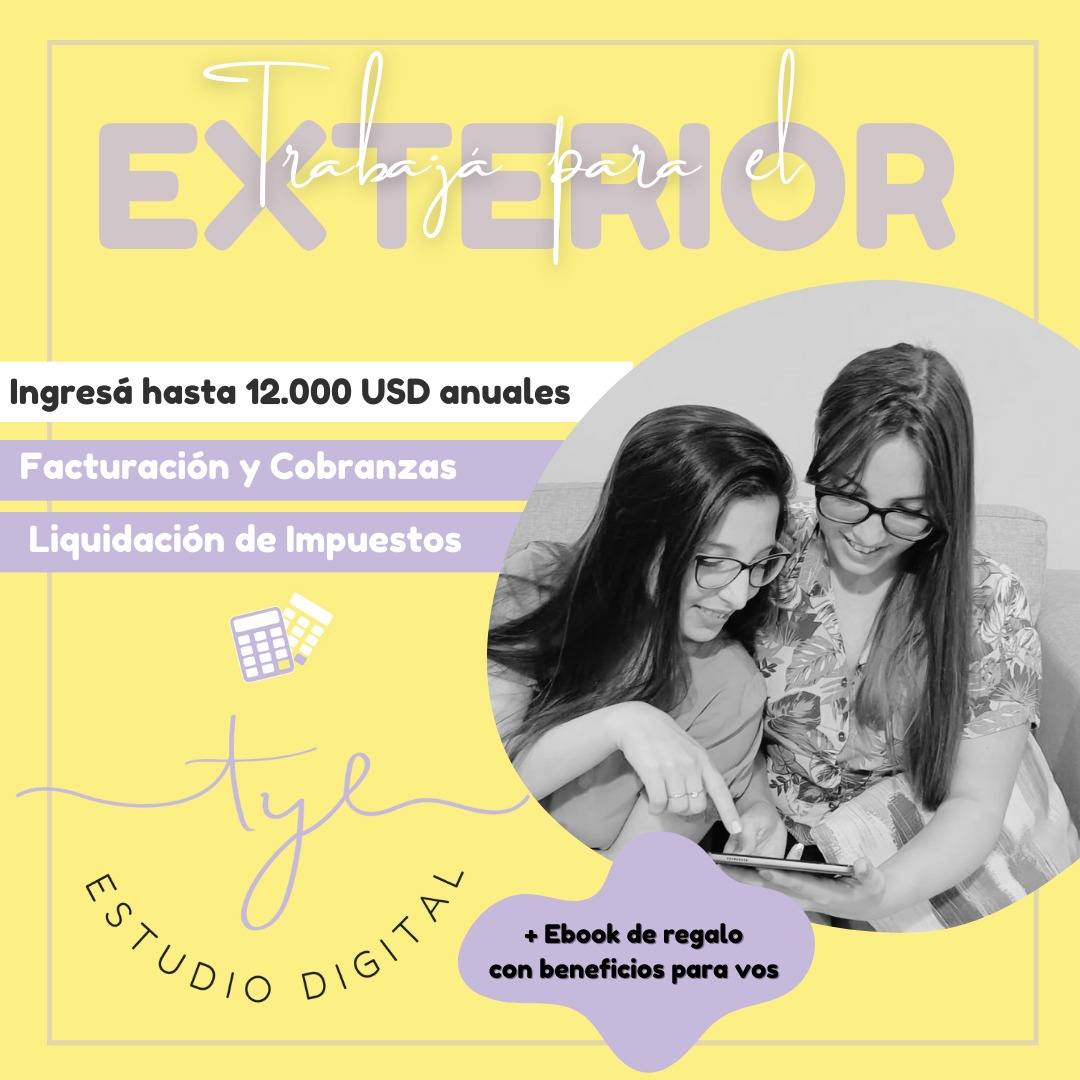 Trabajá para el
EXTERIOR
Ingresá hasta 12.000 USD anuales
Facturación y Cobranzas
Liquidación de Impuestos
tye
ESTUDIO DIGITAL
+ Ebook de regalo
con beneficios para vos